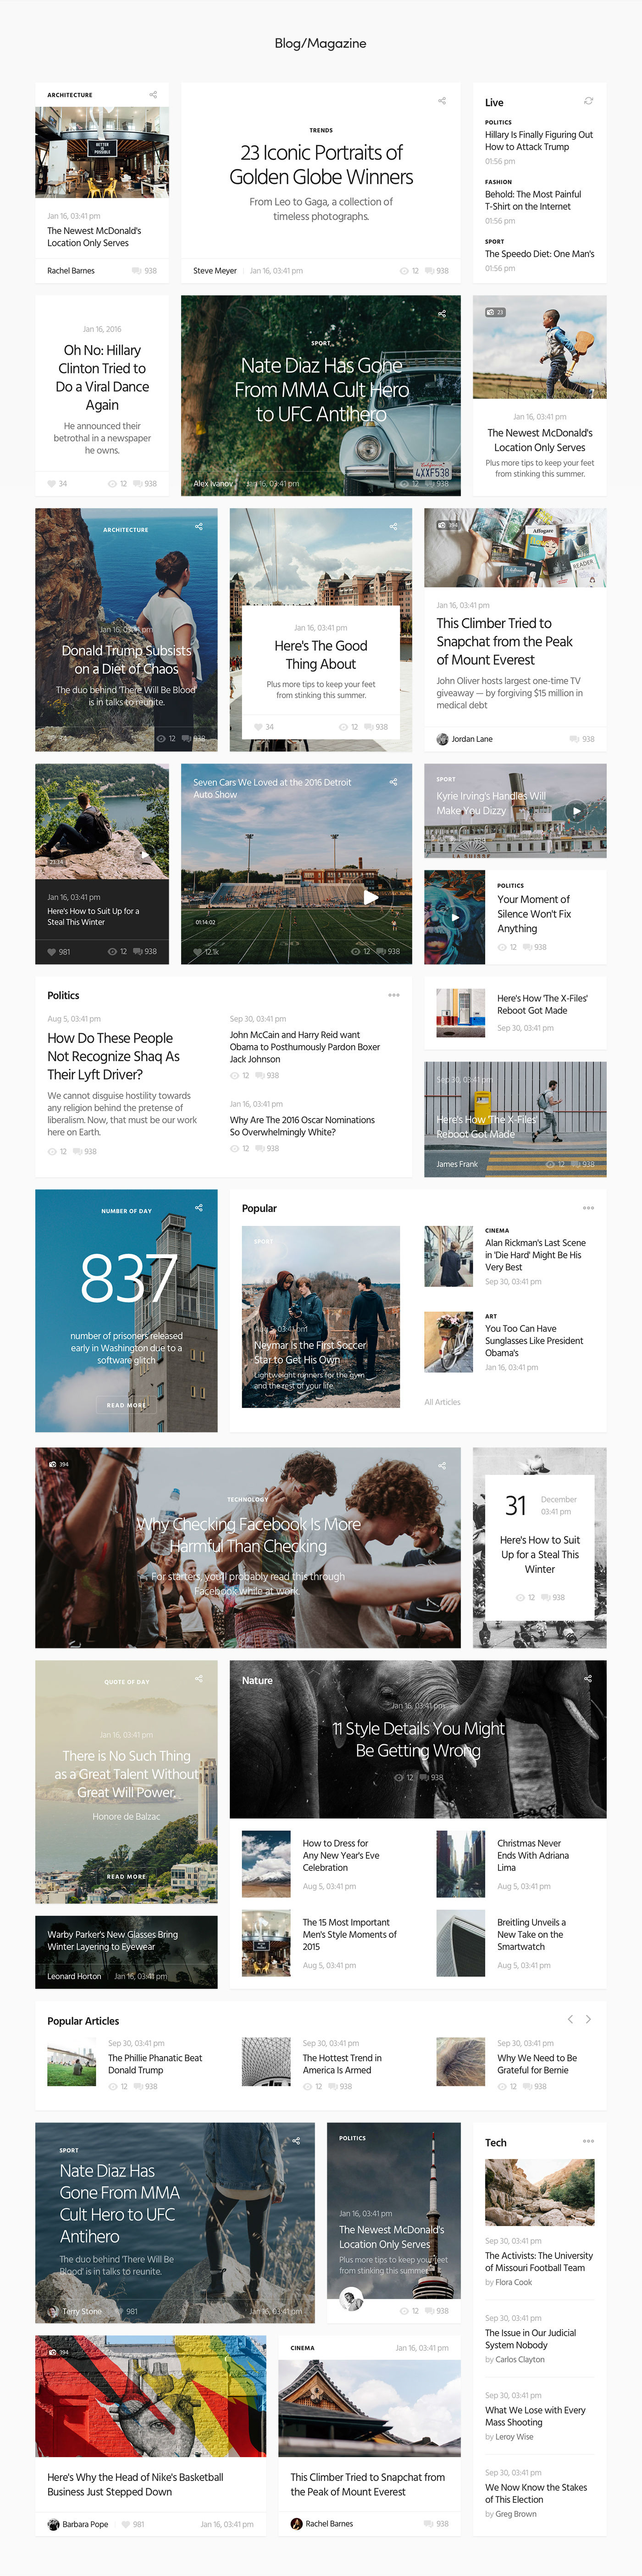 Blog/Magazine
ARCHITECTURE
BETTER
IS
POSSIBLE
Jan 16, 03:41 pm
The Newest McDonald's
Location Only Serves
Rachel Barnes 938
TRENDS
23 Iconic Portraits of
Golden Globe Winners
From Leo to Gaga, a collection of
timeless photographs.
Steve Meyer Jan 16, 03:41 pm 12 938
Live
POLITICS
Hillary Is Finally Figuring Out
How to Attack Trump
01:56 pm
FASHION
Behold: The Most Painful
T-Shirt on the Internet
01:56 pm
SPORT
The Speedo Diet: One Man's
01:56 pm
Jan 16, 2016
Oh No: Hillary
Clinton Tried to
Do a Viral Dance
Again
He announced their
betrothal in a newspaper
he owns.
34 12 938
SPORT
Nate Diaz Has Gone
From MMA Cult Hero
to UFC Antihero
4XXF538
Alex Ivanov Jan 16, 03:41 pm 12 938
23
Jan 16, 03:41 pm
The Newest McDonald's
Location Only Serves
Plus more tips to keep your feet
from stinking this summer.
ARCHITECTURE
Jan 16, 03:41 pm
Donald Trump Subsists
on a Diet of Chaos
The duo behind 'There Will Be Blood'
is in talks to reunite.
34 12 938
Jan 16, 03:41 pm
Here's The Good
Thing About
Plus more tips to keep your feet
from stinking this summer.
34 12 938
394
Affogare
READER
Jan 16, 03:41 pm
This Climber Tried to
Snapchat from the Peak
of Mount Everest
John Oliver hosts largest one-time TV
giveaway — by forgiving $15 million in
medical debt
Jordan Lane 938
23:14
Jan 16, 03:41 pm
Here's How to Suit Up for a
Steal This Winter
981 12 938
Seven Cars We Loved at the 2016 Detroit
Auto Show
01:14:02
12.1k 12 938
SPORT
Kyrie Irving's Handles Will
Make You Dizzy
LA SUISSE
POLITICS
Your Moment of
Silence Won't Fix
Anything
12 938
Politics
Aug 5, 03:41 pm
How Do These People
Not Recognize Shaq As
Their Lyft Driver?
We cannot disguise hostility towards
any religion behind the pretense of
liberalism. Now, that must be our work
here on Earth.
12 938
Sep 30, 03:41 pm
John McCain and Harry Reid want
Obama to Posthumously Pardon Boxer
Jack Johnson
12 938
Jan 16, 03:41 pm
Why Are The 2016 Oscar Nominations
So Overwhelmingly White?
12 938
Here's How 'The X-Files'
Reboot Got Made
Sep 30, 03:41 pm
Sep 30, 03:41 pm
Here's How 'The X-Files'
Reboot Got Made
James Frank 12 938
NUMBER OF DAY
837
number of prisoners released
early in Washington due to a
software glitch
READ MORE
Popular
SPORT
Aug 5, 03:41 pm
Neymar Is the First Soccer
Star to Get His Own
Lightweight runners for the gym
and the rest of your life.
CINEMA
Alan Rickman's Last Scene
in 'Die Hard' Might Be His
Very Best
Sep 30, 03:41 pm
ART
You Too Can Have
Sunglasses Like President
Obama's
Jan 16, 03:41 pm
All Articles
394
TECHNOLOGY
Why Checking Facebook Is More
Harmful Than Checking
For starters, you'll probably read this through
Facebook while at work.
31 December
03:41 pm
Here's How to Suit
Up for a Steal This
Winter
12 938
QUOTE OF DAY
Jan 16, 03:41 pm
There is No Such Thing
as a Great Talent Without
Great Will Power.
Honore de Balzac
READ MORE
Warby Parker's New Glasses Bring
Winter Layering to Eyewear
Leonard Horton Jan 16, 03:41 pm
Nature
Jan 16, 03:41 pm
11 Style Details You Might
Be Getting Wrong
12 938
How to Dress for
Any New Year's Eve
Celebration
Aug 5, 03:41 pm
Christmas Never
Ends With Adriana
Lima
Aug 5, 03:41 pm
The 15 Most Important
Men's Style Moments of
2015
Aug 5, 03:41 pm
Breitling Unveils a
New Take on the
Smartwatch
Aug 5, 03:41 pm
Popular Articles
Sep 30, 03:41 pm
The Phillie Phanatic Beat
Donald Trump
12 938
Sep 30, 03:41 pm
The Hottest Trend in
America Is Armed
12 938
Sep 30, 03:41 pm
Why We Need to Be
Grateful for Bernie
12 938
SPORT
Nate Diaz Has
Gone From MMA
Cult Hero to UFC
Antihero
The duo behind 'There Will Be
Blood' is in talks to reunite.
Terry Stone 981 Jan 16, 03:41 pm
POLITICS
Jan 16, 03:41 pm
The Newest McDonald's
Location Only Serves
Plus more tips to keep your feet
from stinking this summer.
12 938
Tech
Sep 30, 03:41 pm
The Activists: The University
of Missouri Football Team
by Flora Cook
Sep 30, 03:41 pm
The Issue in Our Judicial
System Nobody
by Carlos Clayton
Sep 30, 03:41 pm
What We Lose with Every
Mass Shooting
by Leroy Wise
Sep 30, 03:41 pm
We Now Know the Stakes
of This Election
by Greg Brown
394
Here's Why the Head of Nike's Basketball
Business Just Stepped Down
Barbara Pope 981 Jan 16, 03:41 pm
CINEMA Jan 16, 03:41 pm
This Climber Tried to Snapchat from
the Peak of Mount Everest
Rachel Barnes 938